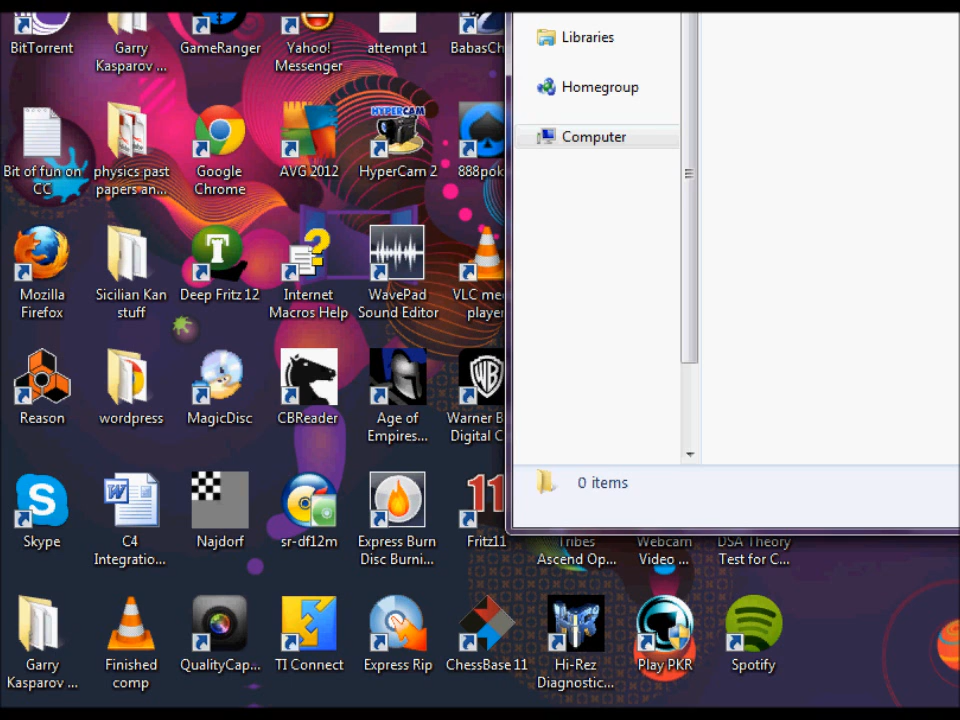 BitTorrent
Garry
Kasparov ...
GameRanger
Yahoo!
Messenger
attempt 1
BabasCh
Libraries
Homegroup
Computer
HYPERCAM
Bit of fun on
CC
physics past
papers an...
Google
Chrome
AVG 2012
HyperCam 2
888pok
T
Mozilla
Firefox
Sicilian Kan
stuff
Deep Fritz 12
Internet
Macros Help
WavePad
Sound Editor
VLC me
player
WB
Reason
wordpress
MagicDisc
CBReader
Age of
Empires...
Warner B
Digital C
0 items
S
W
11
Skype
C4
Integratio...
Najdorf
sr-df12m
Express Burn
Disc Burni...
Fritz11
Tribes
Ascend Op...
Webcam
Video ...
DSA Theory
Test for C...
HiREZ
Garry
Kasparov ...
Finished
comp
QualityCap...
TI Connect
Express Rip
ChessBase 11
Hi-Rez
Diagnostic...
Play PKR
Spotify